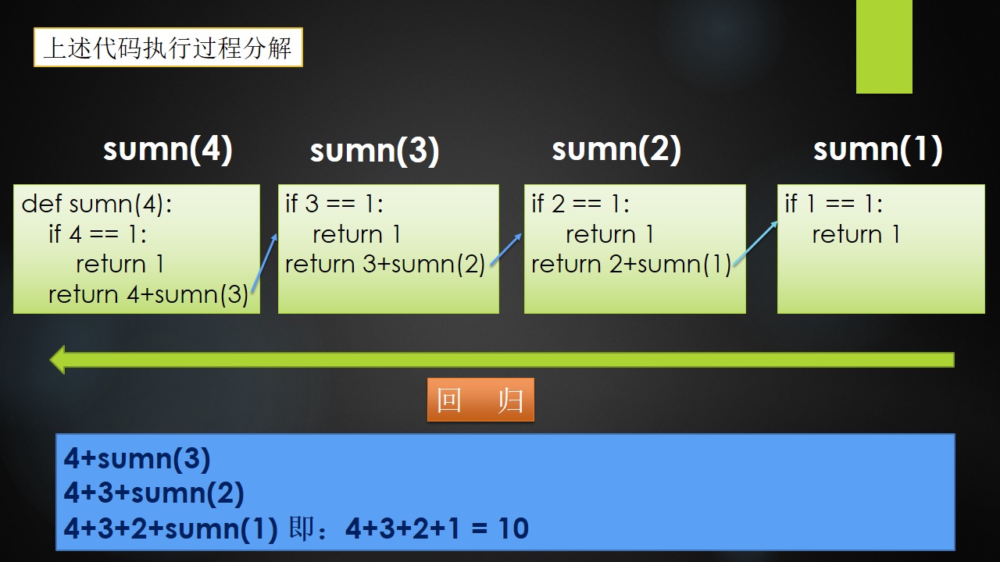 上述代码执行过程分解
sumn(4)
sumn(3)
sumn(2)
sumn(1)
def sumn(4):
if 4 == 1:
return 1
return 4+sumn(3)
if 3 == 1:
return 1
return 3+sumn(2)
if 2 == 1:
return 1
return 2+sumn(1)
if 1 == 1:
return 1
回 归
4+sumn(3)
4+3+sumn(2)
4+3+2+sumn(1) 即：4+3+2+1 = 10